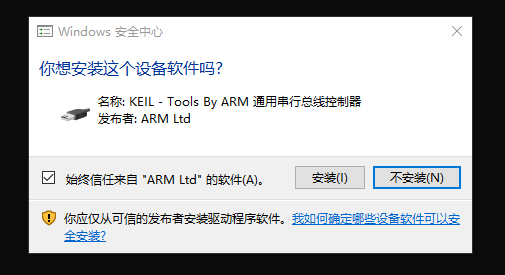 Windows 安全中心
你想安装这个设备软件吗?
名称: KEIL - Tools By ARM 通用串行总线控制器
发布者: ARM Ltd
始终信任来自 "ARM Ltd" 的软件(A)。
安装(I)
不安装(N)
你应仅从可信的发布者安装驱动程序软件。我如何确定哪些设备软件可以安
全安装?